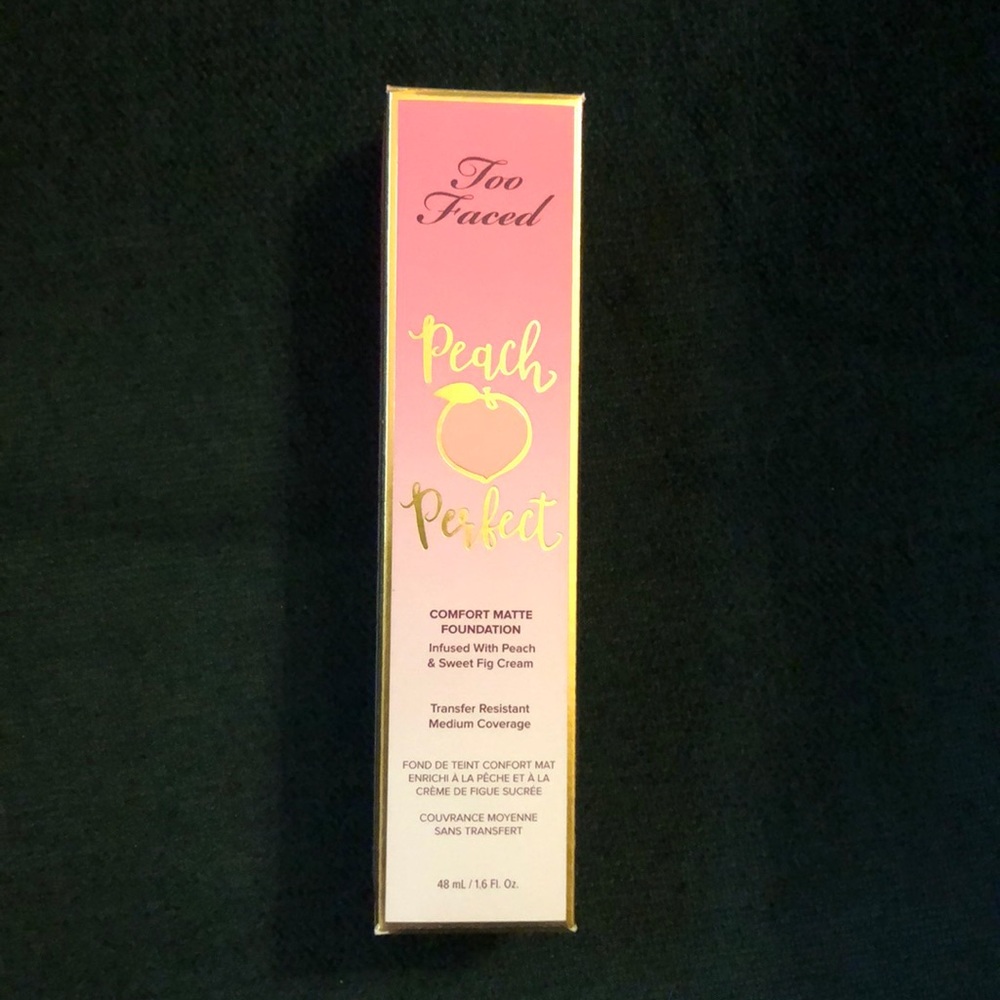 Too
Faced
Peach
Perfect
COMFORT MATTE
FOUNDATION
Infused With Peach
& Sweet Fig Cream
Transfer Resistant
Medium Coverage
FOND DE TEINT CONFORT MAT
ENRICHI À LA PÊCHE ET À LA
CRÈME DE FIGUE SUCRÉE
COUVRANCE MOYENNE
SANS TRANSFERT
48 mL / 1.6 Fl. Oz.